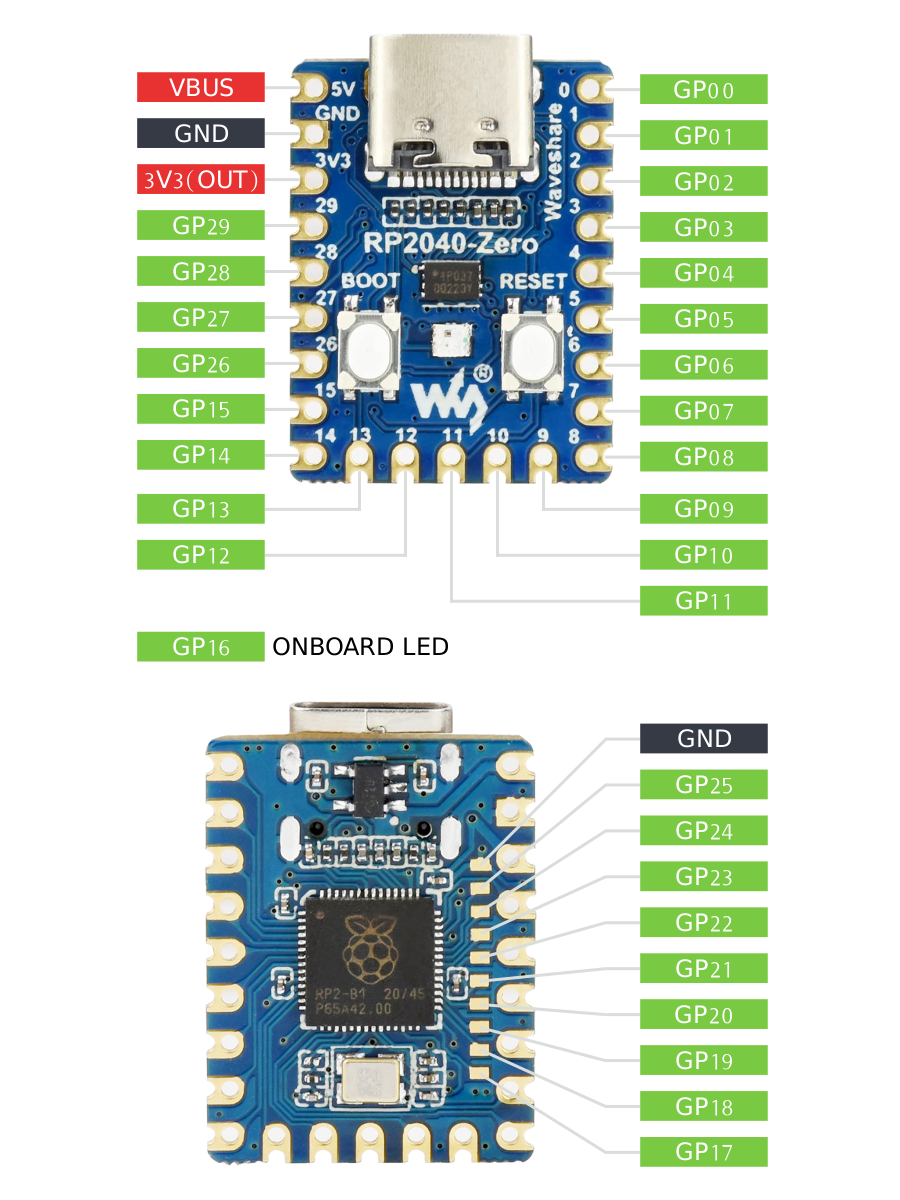 VBUS
GND
3V3(OUT)
GP29
GP28
GP27
GP26
GP15
GP14
GP13
GP12
5V
GND
3V3
29
28
27
26
15
14
13
12
11
10
9
8
0
1
2
3
4
5
6
7
Waveshare
RP2040-Zero
BOOT
RESET
®
GP00
GP01
GP02
GP03
GP04
GP05
GP06
GP07
GP08
GP09
GP10
GP11
GP16 ONBOARD LED
RP2-B1 20/45
P65A42.00
GND
GP25
GP24
GP23
GP22
GP21
GP20
GP19
GP18
GP17